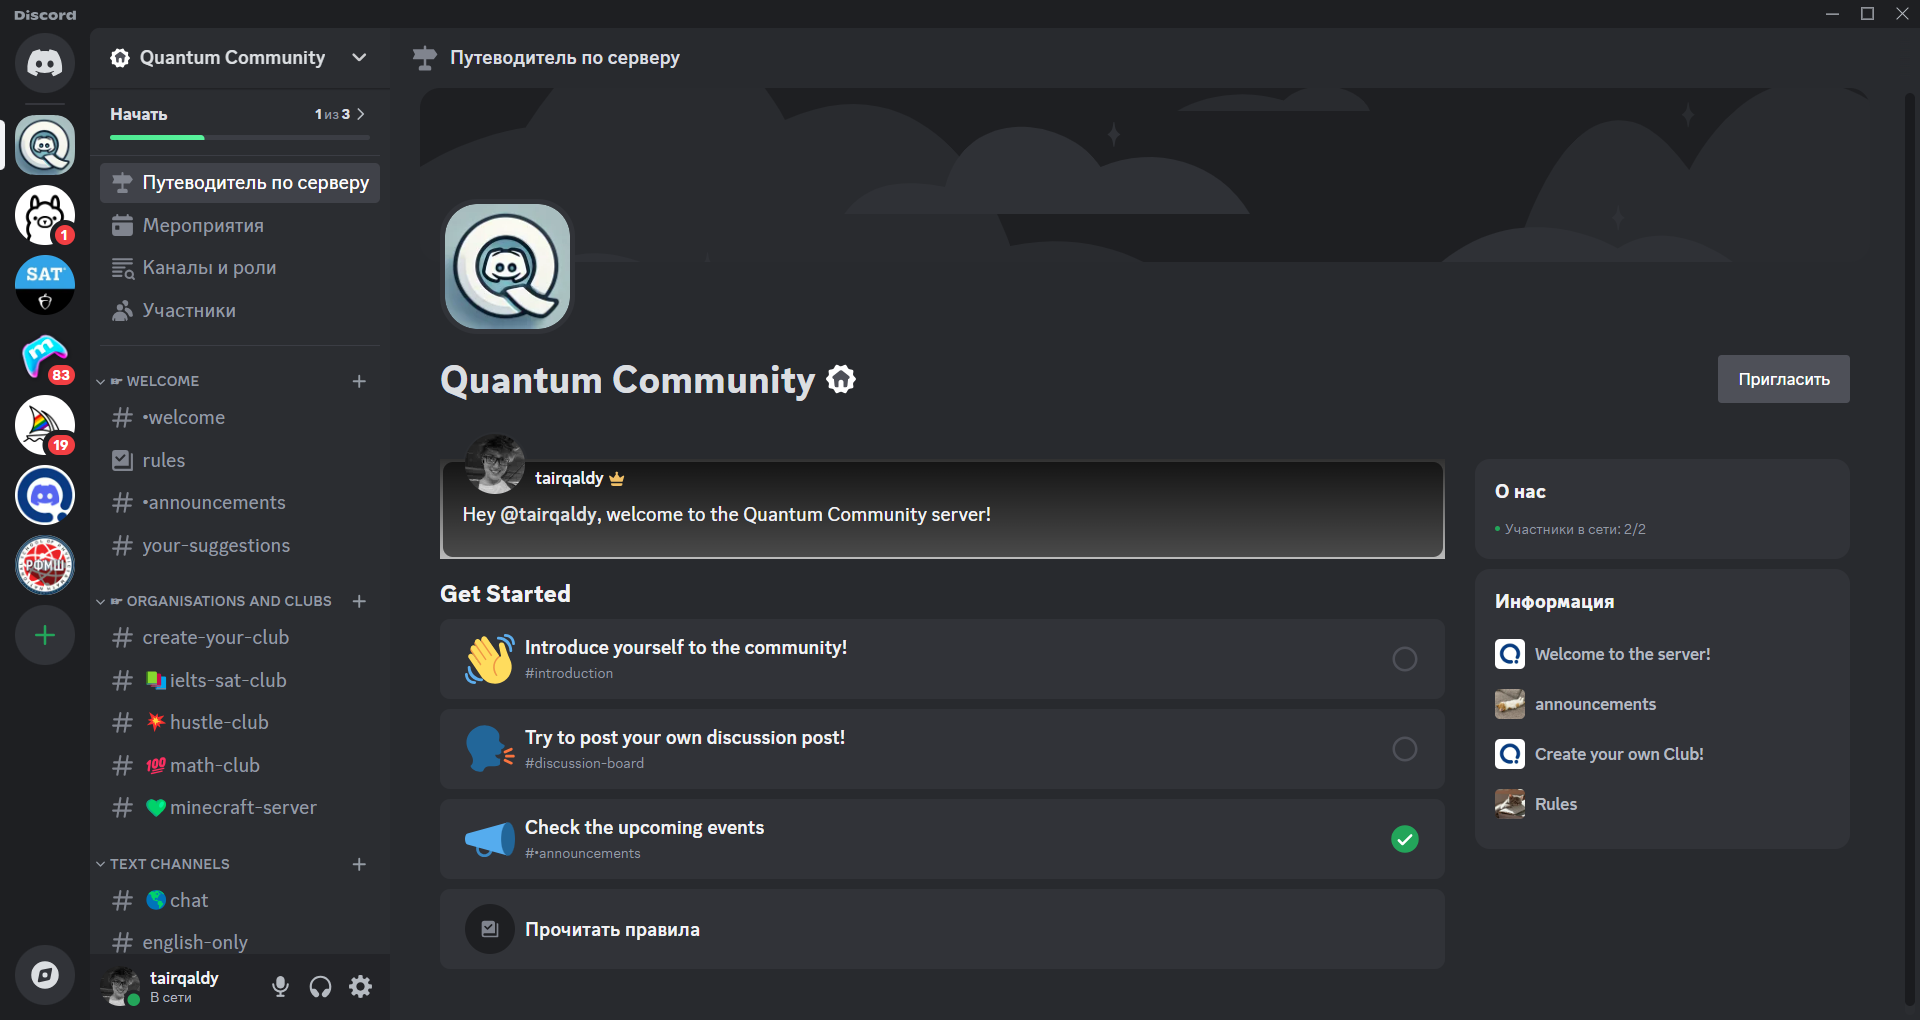 Discord
Quantum Community
Начать
1 из 3
Путеводитель по серверу
Мероприятия
Каналы и роли
Участники
WELCOME
•welcome
rules
•announcements
your-suggestions
ORGANISATIONS AND CLUBS
create-your-club
ielts-sat-club
hustle-club
math-club
minecraft-server
TEXT CHANNELS
chat
english-only
tairqaldy
В сети
SAT
1
83
19
РФМШ
Путеводитель по серверу
Quantum Community
Пригласить
tairqaldy
Hey @tairqaldy, welcome to the Quantum Community server!
Get Started
Introduce yourself to the community!
#introduction
Try to post your own discussion post!
#discussion-board
Check the upcoming events
#•announcements
Прочитать правила
О нас
Участники в сети: 2/2
Информация
Welcome to the server!
announcements
Create your own Club!
Rules